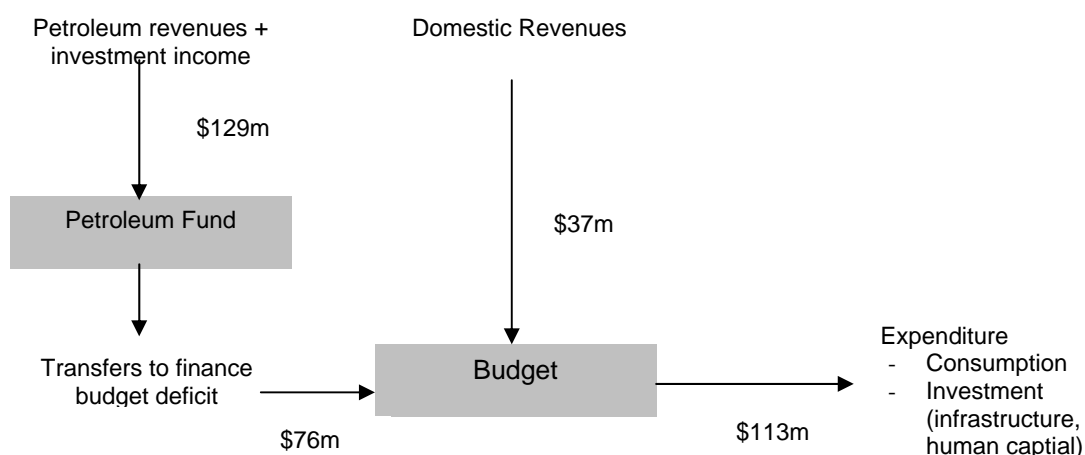 Petroleum revenues +
investment income
Domestic Revenues
$129m
Petroleum Fund
$37m
Transfers to finance
budget deficit
Budget
$76m
$113m
Expenditure
- Consumption
- Investment
(infrastructure,
human captial)